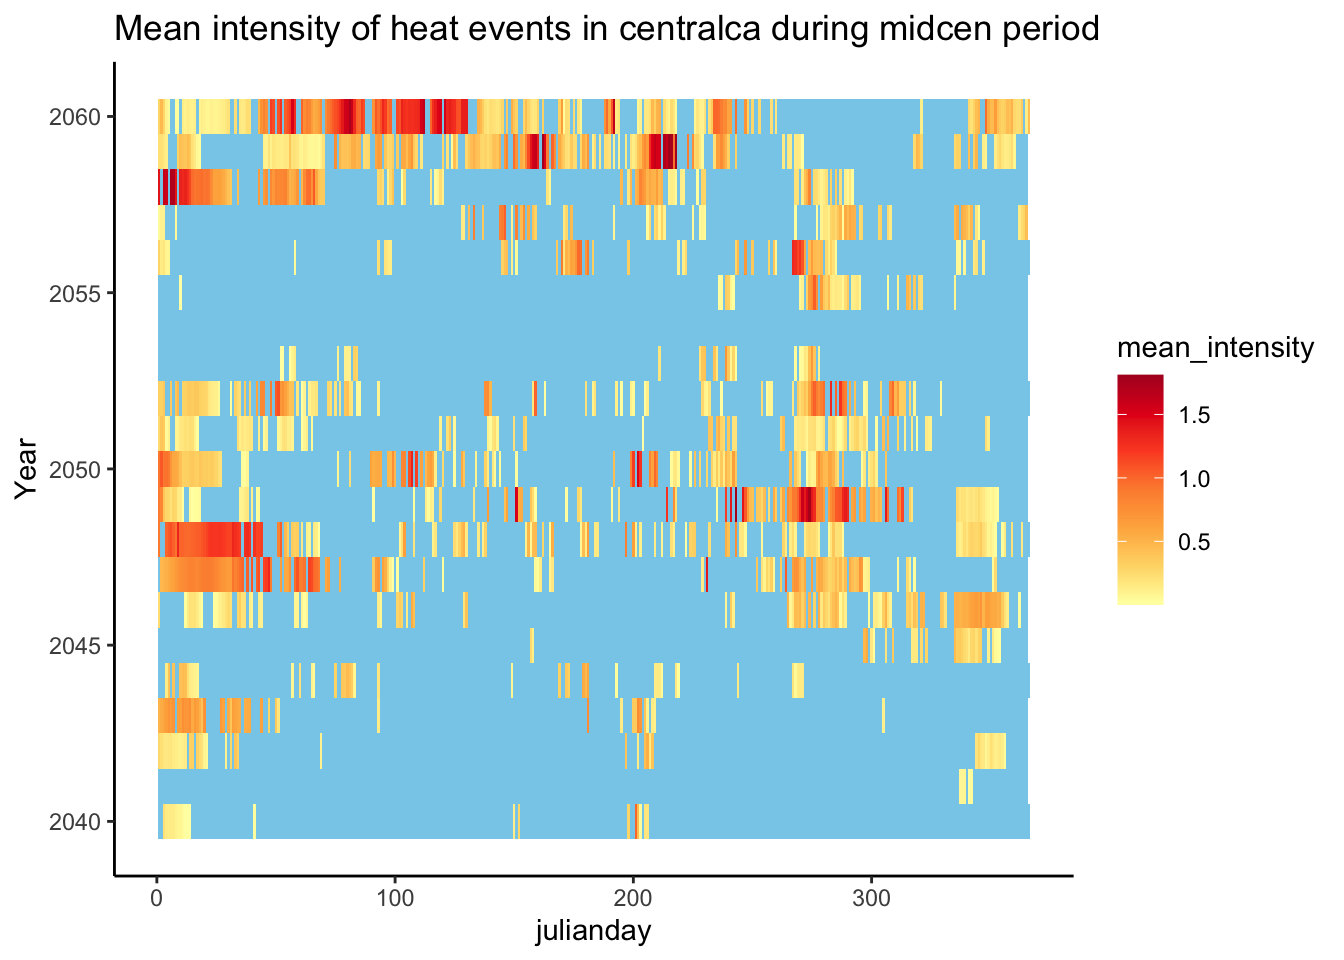 Mean intensity of heat events in centralca during midcen period
Year
2060
2055
2050
2045
2040
0 100 200 300
julianday
mean_intensity
1.5
1.0
0.5